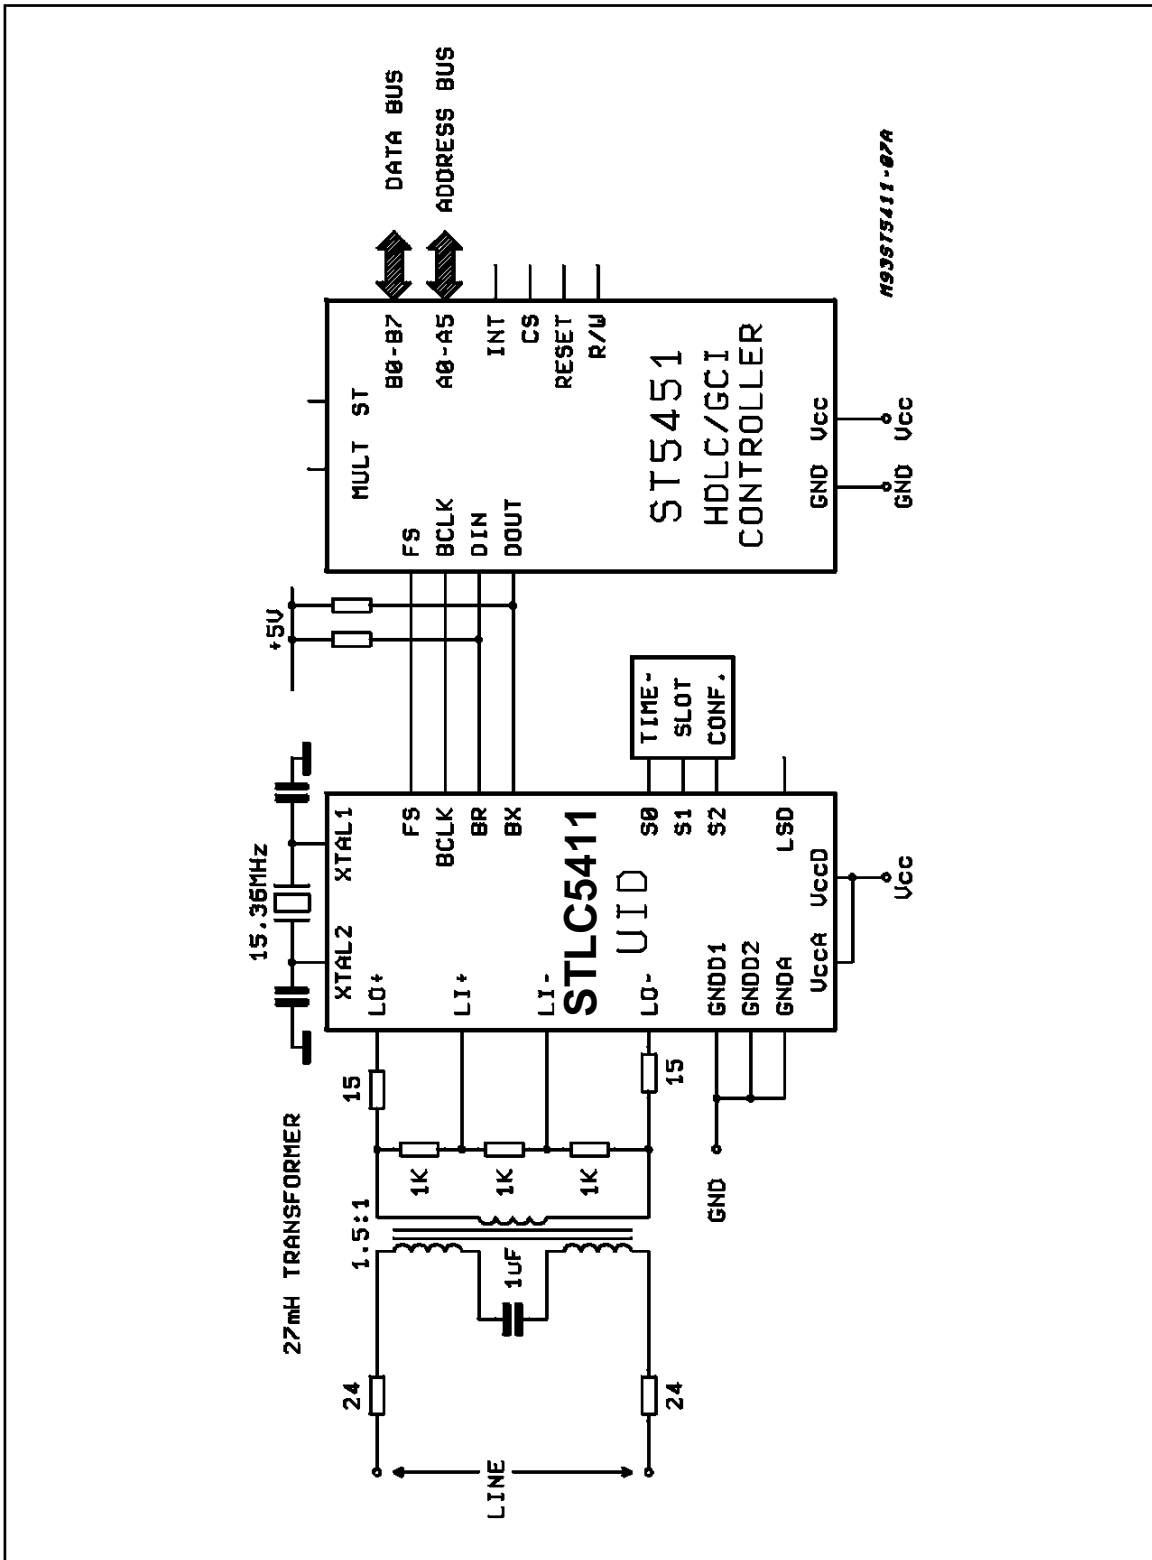 27mH TRANSFORMER
1.5:1
LINE
24
24
1uF
15
15
1K
1K
1K
GND
15.36MHz
XTAL2
XTAL1
LO+
LI+
LI-
LO-
STLC5411
UID
FS
BCLK
BR
BX
S0
S1
S2
LSD
GNDD1
GNDD2
GNDA
VccA
VccD
Vcc
TIME-
SLOT
CONF.
+5V
MULT
ST
FS
BCLK
DIN
DOUT
B0-B7
A0-A5
INT
CS
RESET
R/W
DATA BUS
ADDRESS BUS
ST5451
HDLC/GCI
CONTROLLER
GND
Vcc
GND
Vcc
M93ST5411-07A